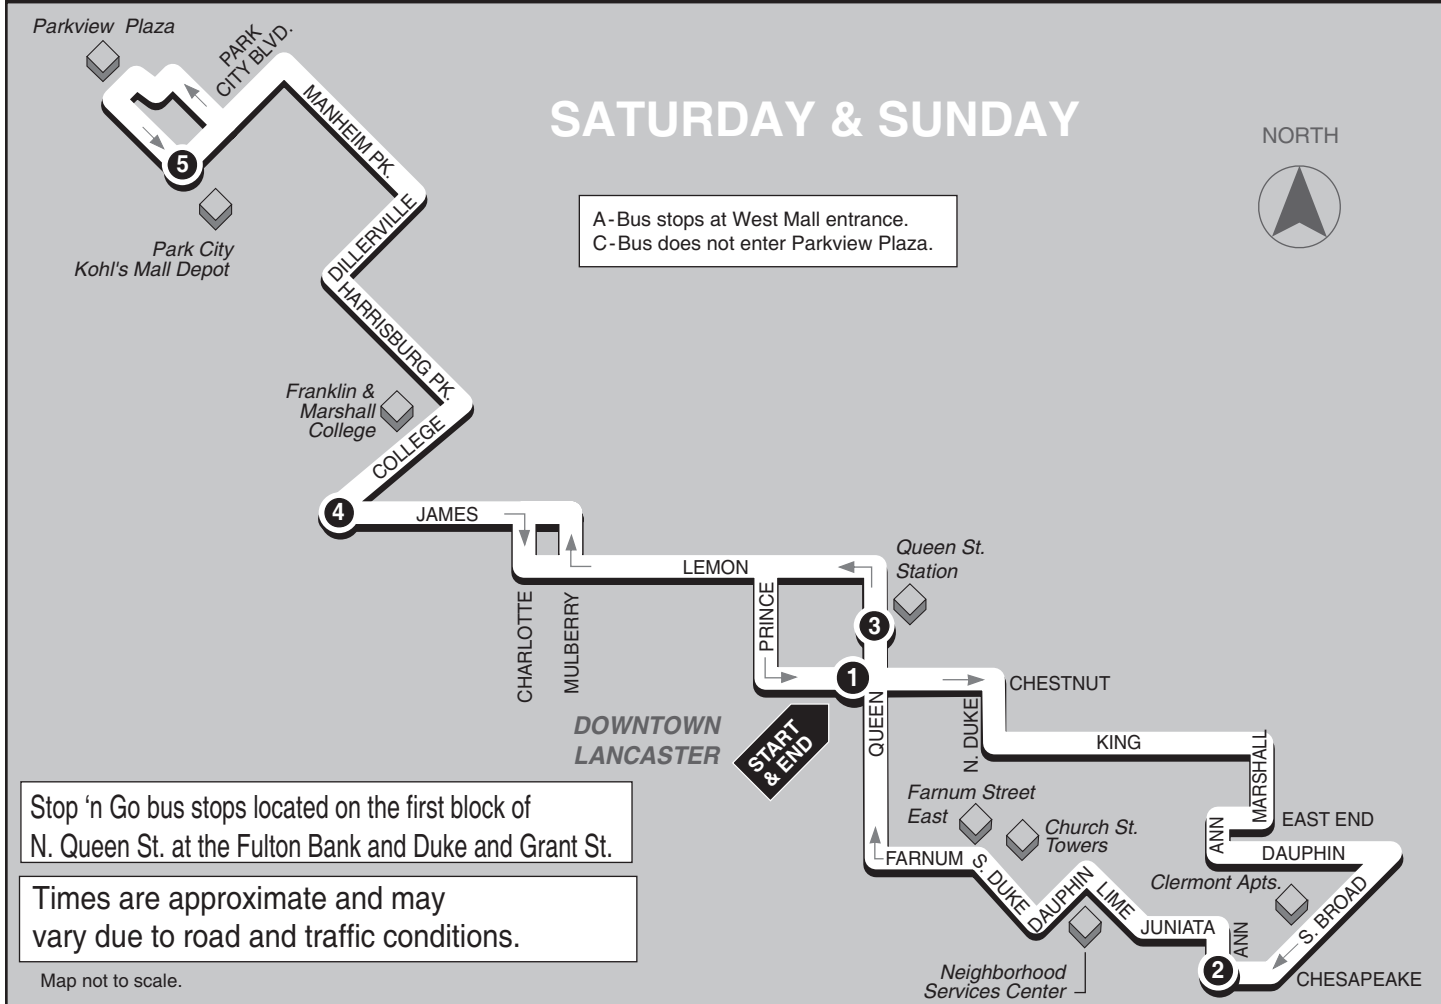 Parkview Plaza
PARK
CITY BLVD.
MANHEIM PK.
SATURDAY & SUNDAY
NORTH
5
A-Bus stops at West Mall entrance.
C-Bus does not enter Parkview Plaza.
Park City
Kohl's Mall Depot
DILLERVILLE
HARRISBURG PK.
Franklin &
Marshall
College
COLLEGE
4
JAMES
LEMON
Queen St.
Station
CHARLOTTE
MULBERRY
PRINCE
3
1
CHESTNUT
QUEEN
N. DUKE
KING
MARSHALL
DOWNTOWN
LANCASTER
START
& END
Farnum Street
East
Church St.
Towers
EAST END
ANN
DAUPHIN
FARNUM
S. DUKE
DAUPHIN
LIME
JUNIATA
ANN
Clermont Apts.
S. BROAD
2
CHESAPEAKE
Neighborhood
Services Center
Stop ‘n Go bus stops located on the first block of
N. Queen St. at the Fulton Bank and Duke and Grant St.
Times are approximate and may
vary due to road and traffic conditions.
Map not to scale.